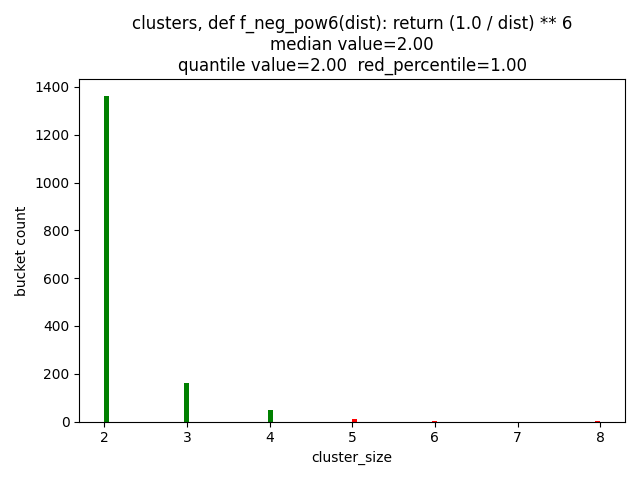 clusters, def f_neg_pow6(dist): return (1.0 / dist) ** 6
median value=2.00
quantile value=2.00  red_percentile=1.00
1400
1200
1000
800
600
400
200
0
bucket count
2 3 4 5 6 7 8
cluster_size